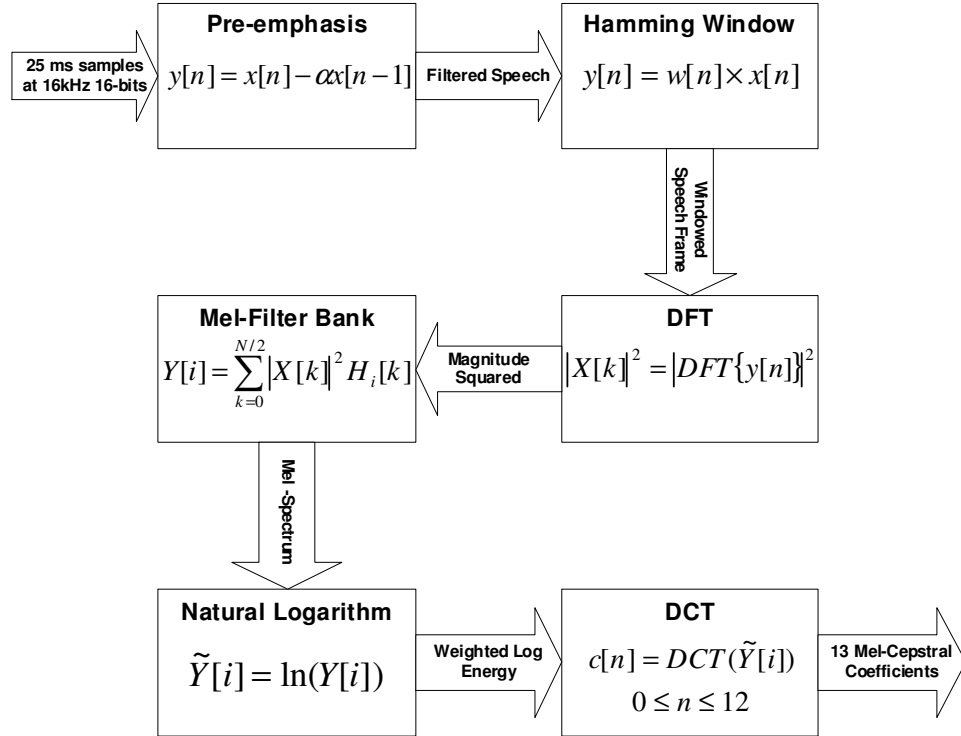 Pre-emphasis
25 ms samples
at 16kHz 16-bits
y[n] = x[n] − αx[n−1]
Filtered Speech
Hamming Window
y[n] = w[n] × x[n]
Windowed
Speech Frame
DFT
|X[k]|² = |DFT{y[n]}|²
Magnitude
Squared
Mel-Filter Bank
Y[i] = ∑_{k=0}^{N/2} |X[k]|² H_i[k]
Mel -Spectrum
Natural Logarithm
Ỹ[i] = ln(Y[i])
Weighted Log
Energy
DCT
c[n] = DCT(Ỹ[i])
0 ≤ n ≤ 12
13 Mel-Cepstral
Coefficients